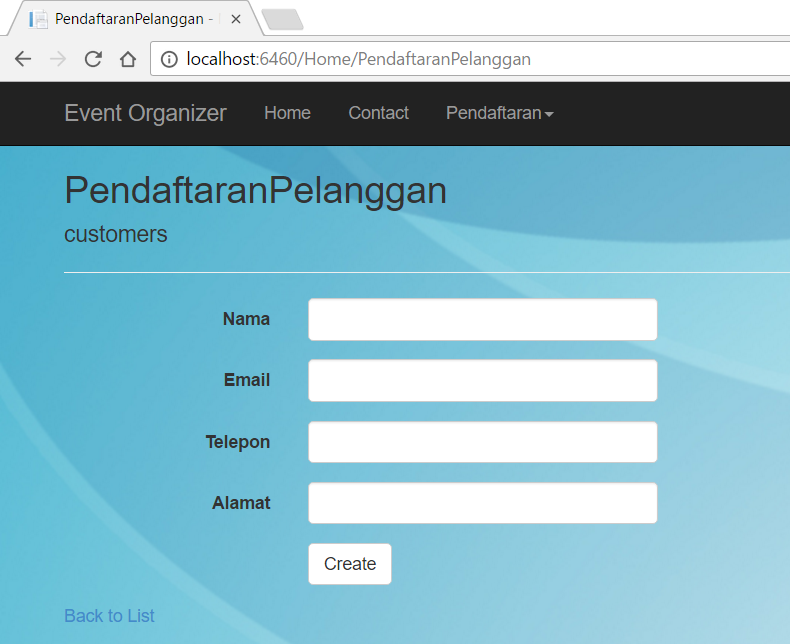 PendaftaranPelanggan -
localhost:6460/Home/PendaftaranPelanggan
Event Organizer Home Contact Pendaftaran
PendaftaranPelanggan
customers
Nama
Email
Telepon
Alamat
Create
Back to List